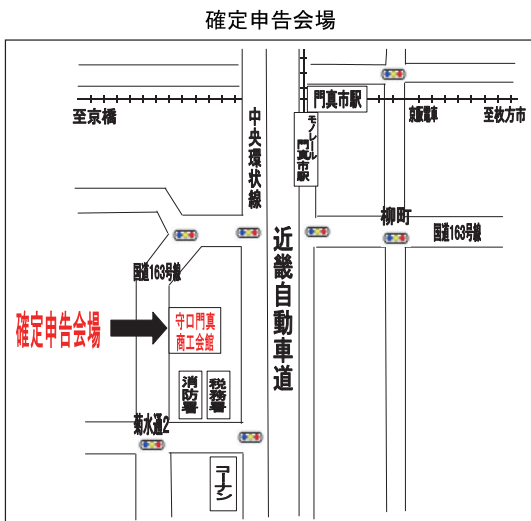 確定申告会場
門真市駅
至京橋
京阪電車
至枚方市
中央環状線
モノレール
門真市駅
柳町
国道163号線
近畿自動車道
国道163号線
確定申告会場
守口門真
商工会館
消防署
税務署
菊水通2
コーナン